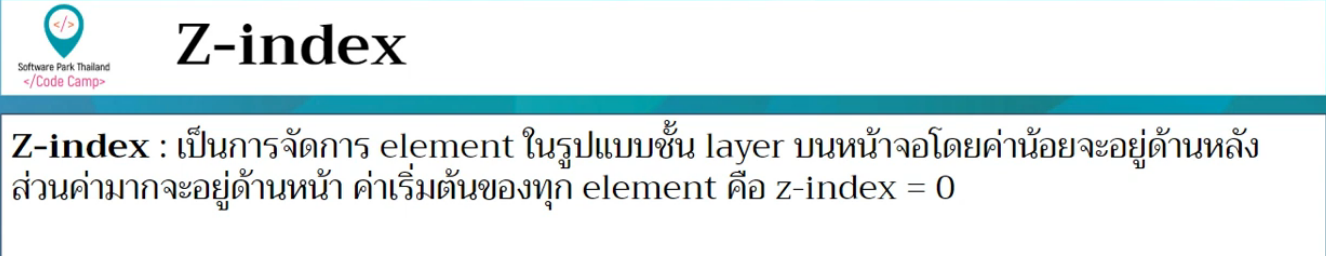 </>
Software Park Thailand
</Code Camp>
Z-index
Z-index : เป็นการจัดการ element ในรูปแบบชั้น layer บนหน้าจอโดยค่าน้อยจะอยู่ด้านหลัง
ส่วนค่ามากจะอยู่ด้านหน้า ค่าเริ่มต้นของทุก element คือ z-index = 0